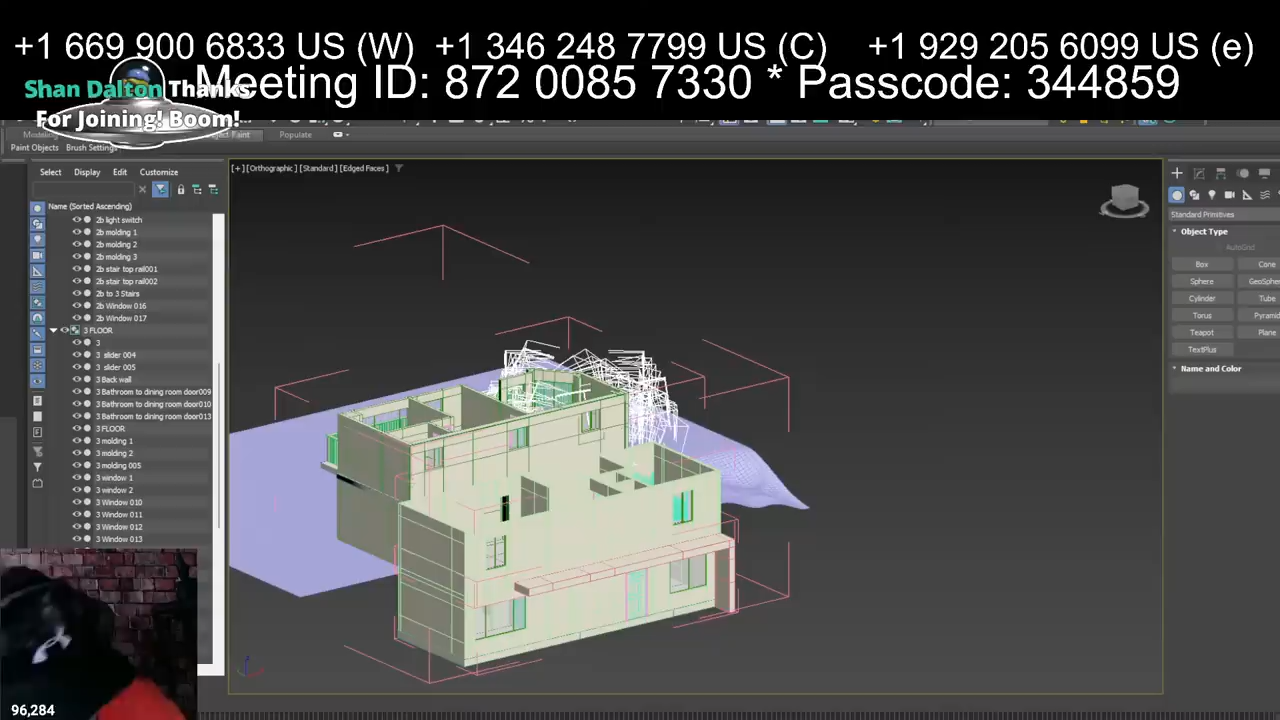 +1 669 900 6833 US (W) +1 346 248 7799 US (C) +1 929 205 6099 US (e)
Meeting ID: 872 0085 7330 * Passcode: 344859
Shan Dalton Thanks
For Joining! Boom!
Populate
Paint Objects Brush Settings
Select Display Edit Customize
[+] [Orthographic] [Standard] [Edged Faces]
Name (Sorted Ascending)
2b light switch
2b molding 1
2b molding 2
2b molding 3
2b stair top rail001
2b stair top rail002
2b to 3 Stairs
2b Window 016
2b Window 017
3 FLOOR
3
3 slider 004
3 slider 005
3 Back wall
3 Bathroom to dining room door009
3 Bathroom to dining room door010
3 Bathroom to dining room door013
3 FLOOR
3 molding 1
3 molding 2
3 molding 005
3 window 1
3 window 2
3 Window 010
3 Window 011
3 Window 012
3 Window 013
Standard Primitives
Object Type
AutoGrid
Box Cone
Sphere GeoSphere
Cylinder Tube
Torus Pyramid
Teapot Plane
TextPlus
Name and Color
96,284